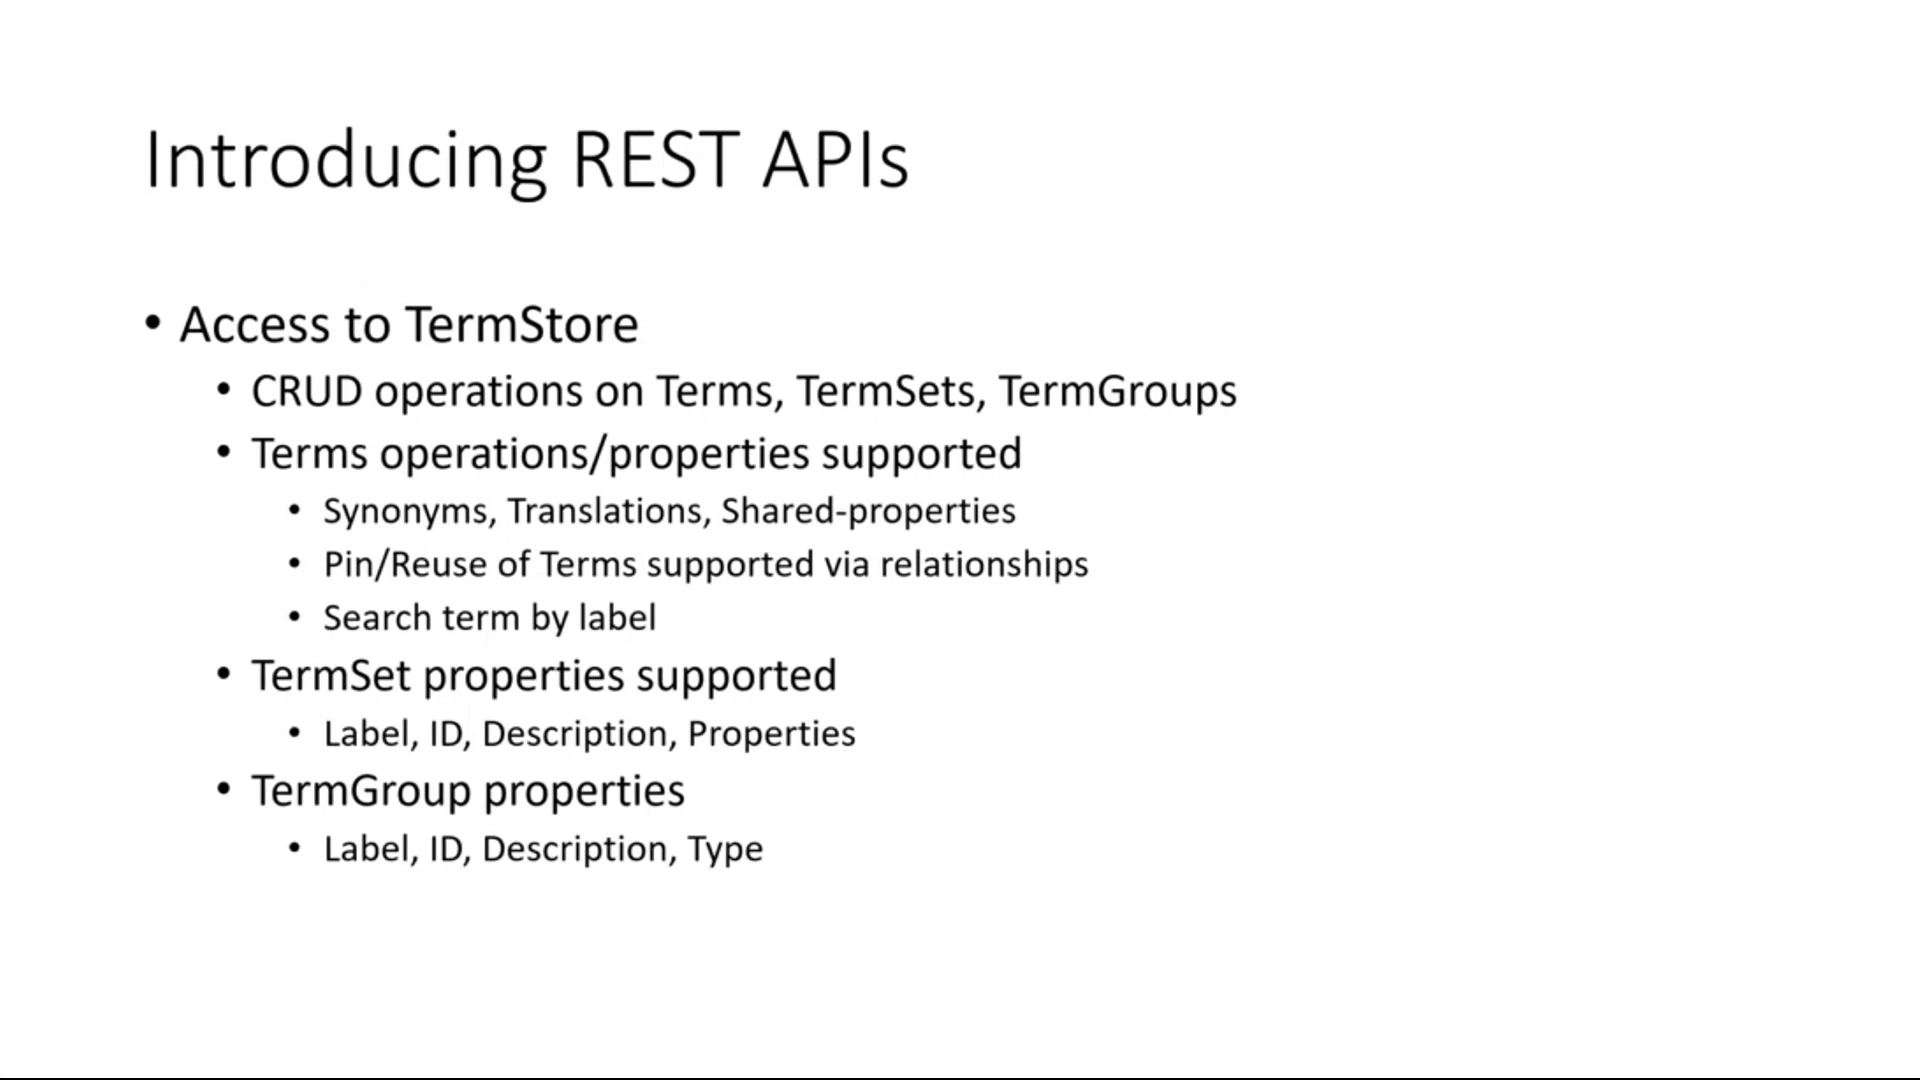 Introducing REST APIs
• Access to TermStore
• CRUD operations on Terms, TermSets, TermGroups
• Terms operations/properties supported
• Synonyms, Translations, Shared-properties
• Pin/Reuse of Terms supported via relationships
• Search term by label
• TermSet properties supported
• Label, ID, Description, Properties
• TermGroup properties
• Label, ID, Description, Type